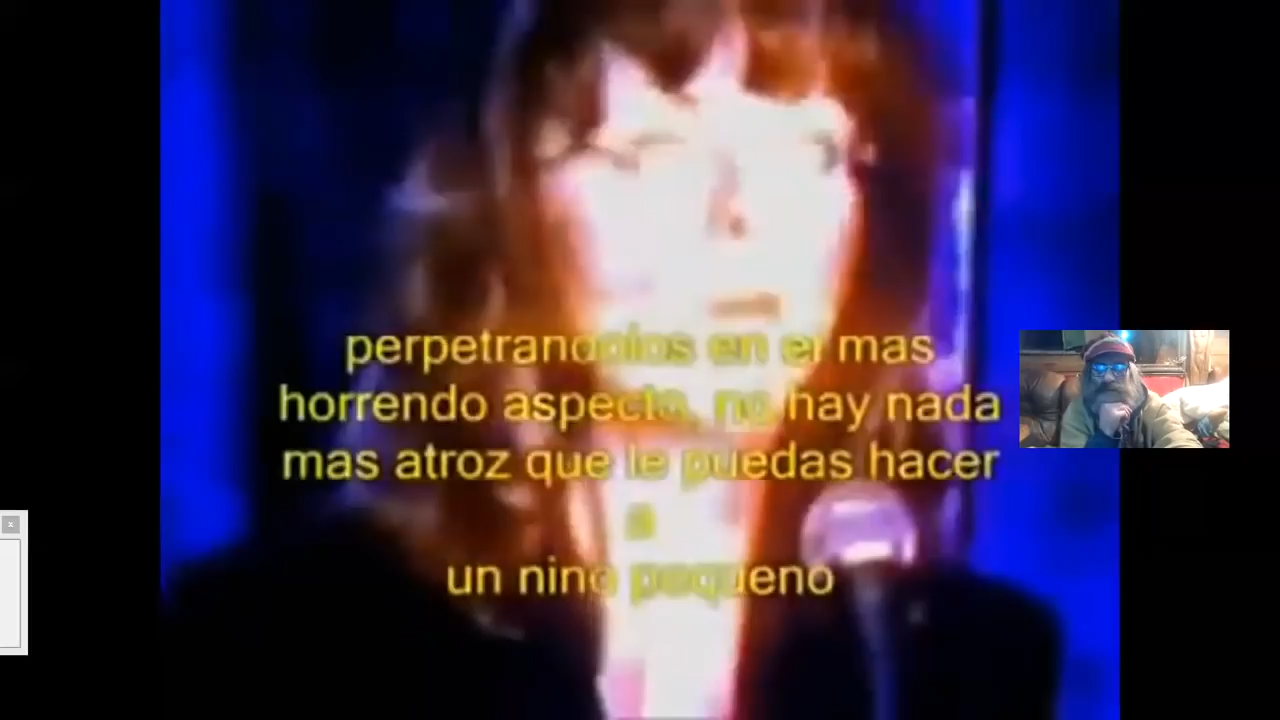 perpetrandolos en el mas
horrendo aspecto, no hay nada
mas atroz que le puedas hacer
a
un nino pequeno